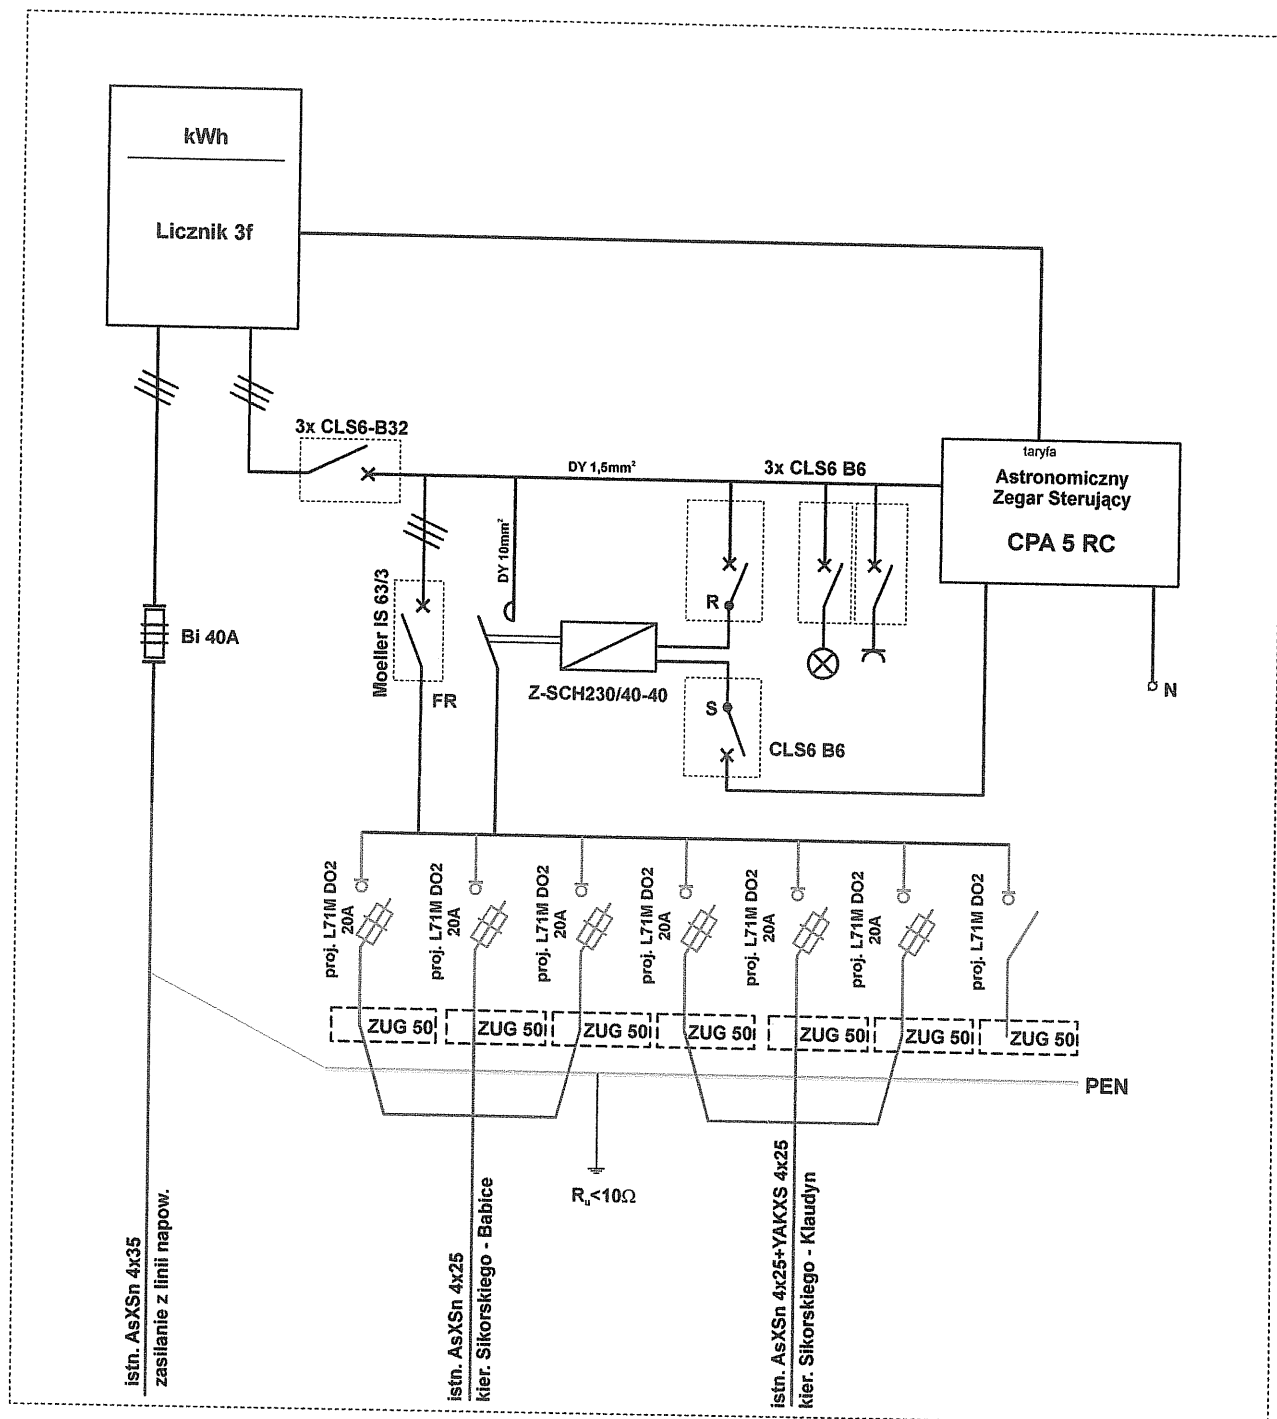 kWh
Licznik 3f
3x CLS6-B32
DY 1,5mm²
3x CLS6 B6
taryfa
Astronomiczny
Zegar Sterujący
CPA 5 RC
DY 10mm²
Moeller IS 63/3
FR
R
Bi 40A
Z-SCH230/40-40
S
CLS6 B6
N
proj. L71M DO2
20A
proj. L71M DO2
20A
proj. L71M DO2
20A
proj. L71M DO2
20A
proj. L71M DO2
20A
proj. L71M DO2
20A
proj. L71M DO2
ZUG 50
ZUG 50
ZUG 50
ZUG 50
ZUG 50
ZUG 50
ZUG 50
PEN
Ru<10Ω
istn. AsXSn 4x35
zasilanie z linii napow.
istn. AsXSn 4x25
kier. Sikorskiego - Babice
istn. AsXSn 4x25+YAKXS 4x25
kier. Sikorskiego - Klaudyn